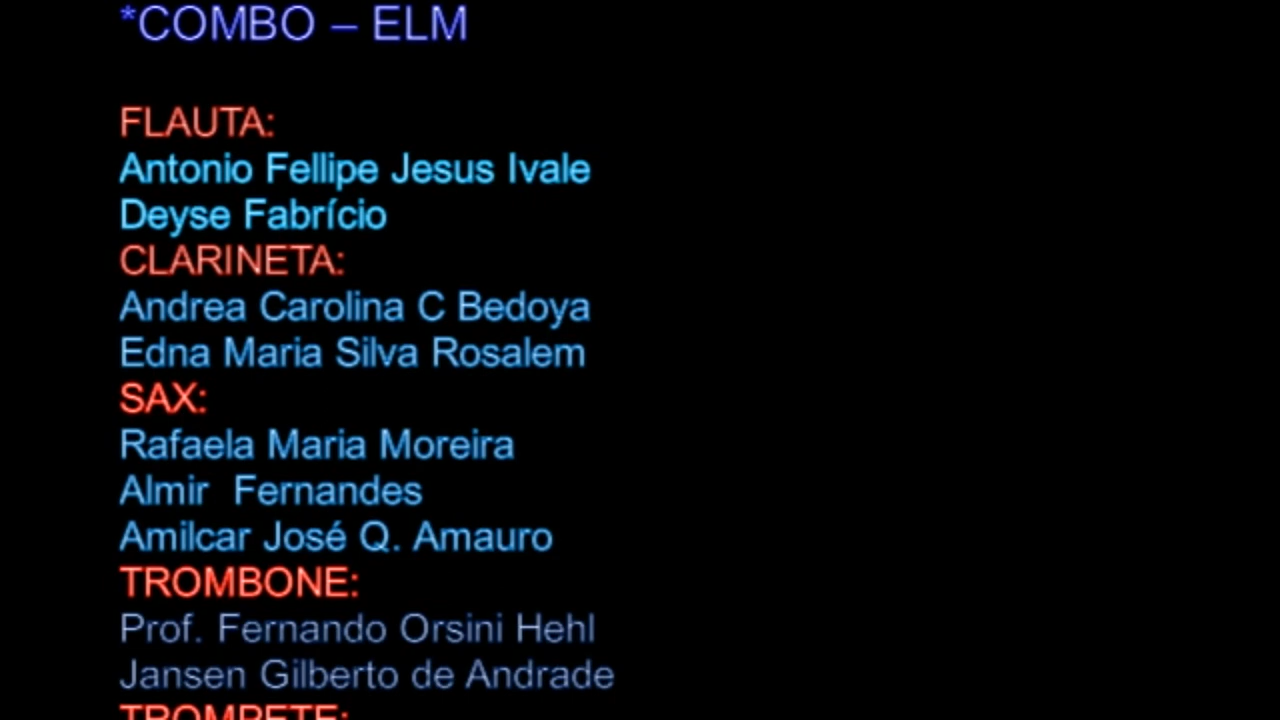 *COMBO – ELM
FLAUTA:
Antonio Fellipe Jesus Ivale
Deyse Fabrício
CLARINETA:
Andrea Carolina C Bedoya
Edna Maria Silva Rosalem
SAX:
Rafaela Maria Moreira
Almir  Fernandes
Amilcar José Q. Amauro
TROMBONE:
Prof. Fernando Orsini Hehl
Jansen Gilberto de Andrade
TROMPETE: